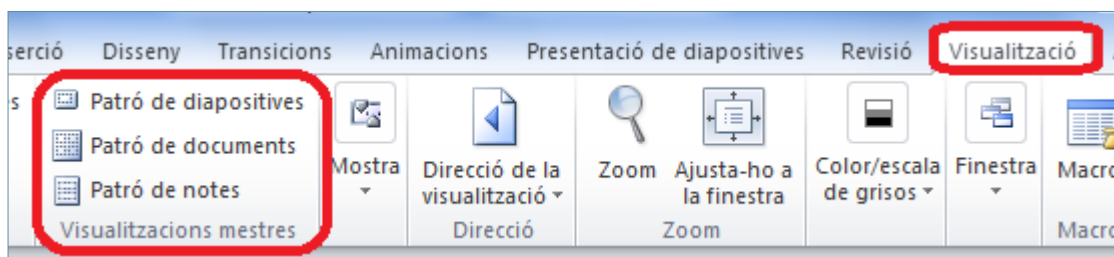 serció Disseny Transicions Animacions Presentació de diapositives Revisió Visualització
s Patró de diapositives
Patró de documents
Patró de notes
Visualitzacions mestres
Mostra
Direcció de la
visualització
Direcció
Zoom
Ajusta-ho a
la finestra
Zoom
Color/escala
de grisos
Finestra
Macro
Macro